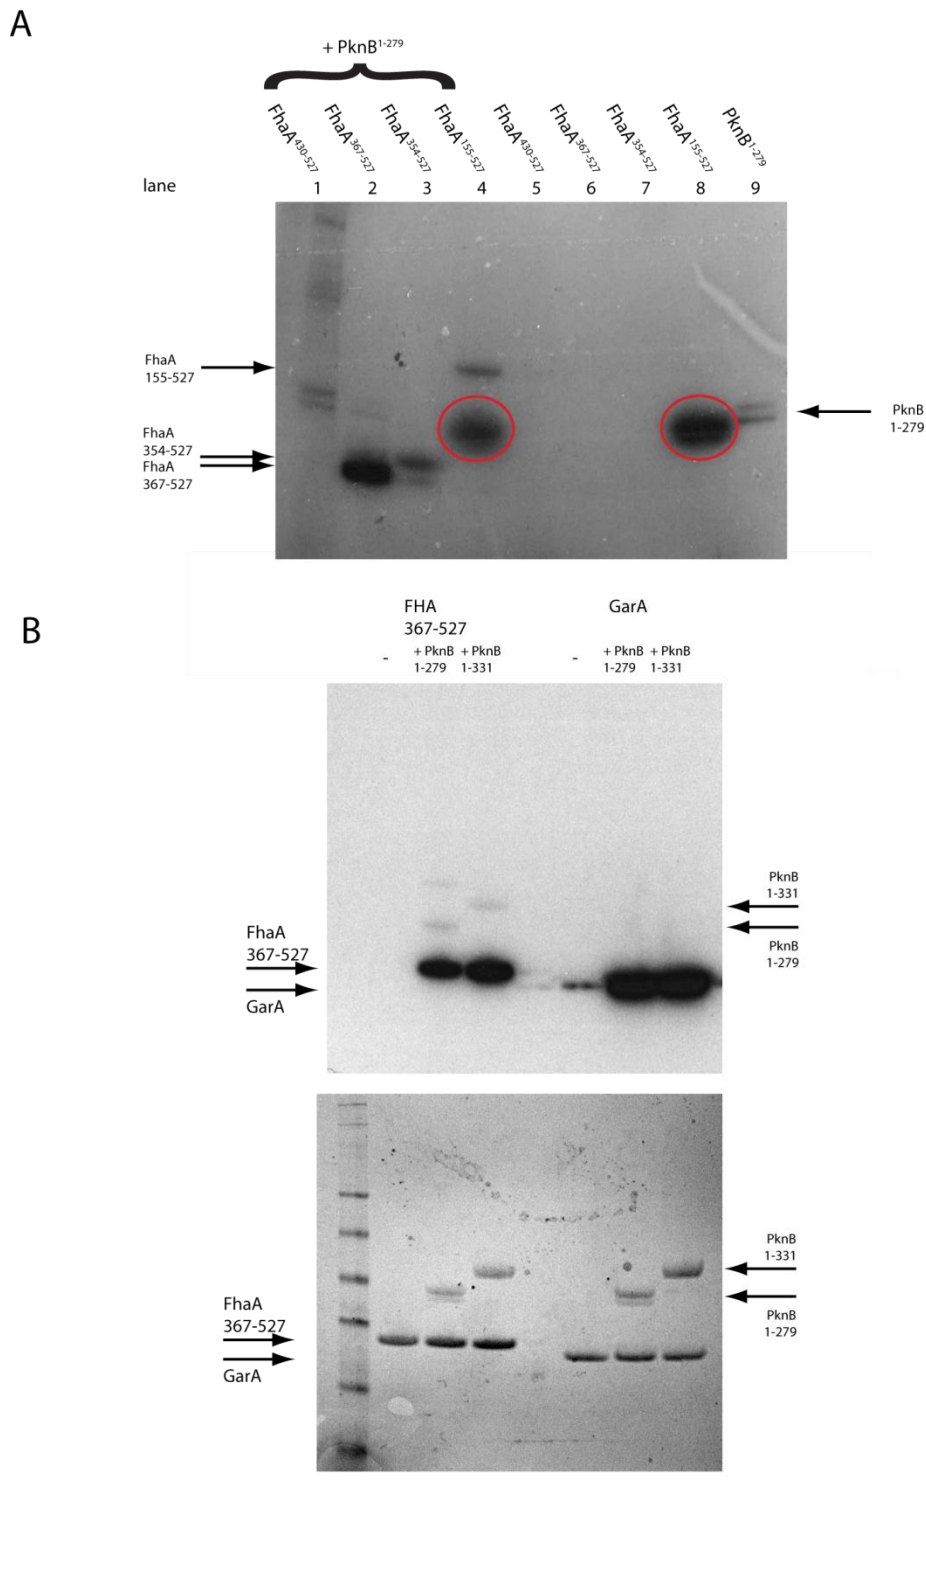 A
+ PknB1-279
FhaA430-527
FhaA367-527
FhaA354-527
FhaA155-527
FhaA430-527
FhaA367-527
FhaA354-527
FhaA155-527
PknB1-279
lane
1 2 3 4 5 6 7 8 9
FhaA
155-527
FhaA
354-527
FhaA
367-527
PknB
1-279
B
FHA
367-527
GarA
- + PknB + PknB
1-279 1-331
- + PknB + PknB
1-279 1-331
PknB
1-331
PknB
1-279
FhaA
367-527
GarA
PknB
1-331
PknB
1-279
FhaA
367-527
GarA